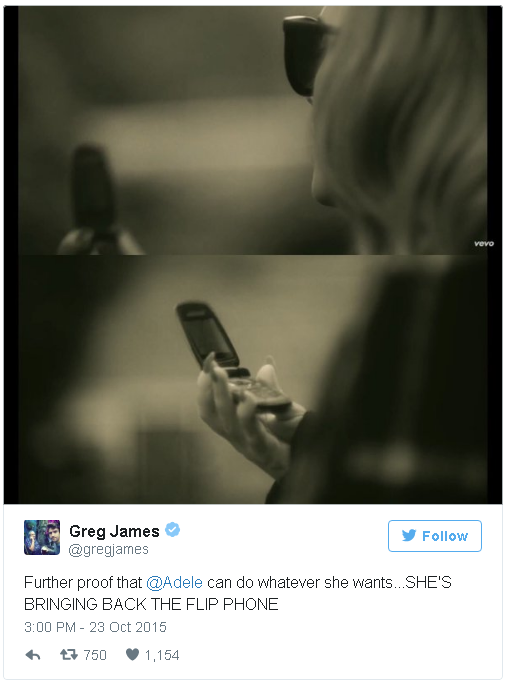 vevo
Greg James
@gregjames
Follow
Further proof that @Adele can do whatever she wants...SHE'S
BRINGING BACK THE FLIP PHONE
3:00 PM - 23 Oct 2015
750 1,154